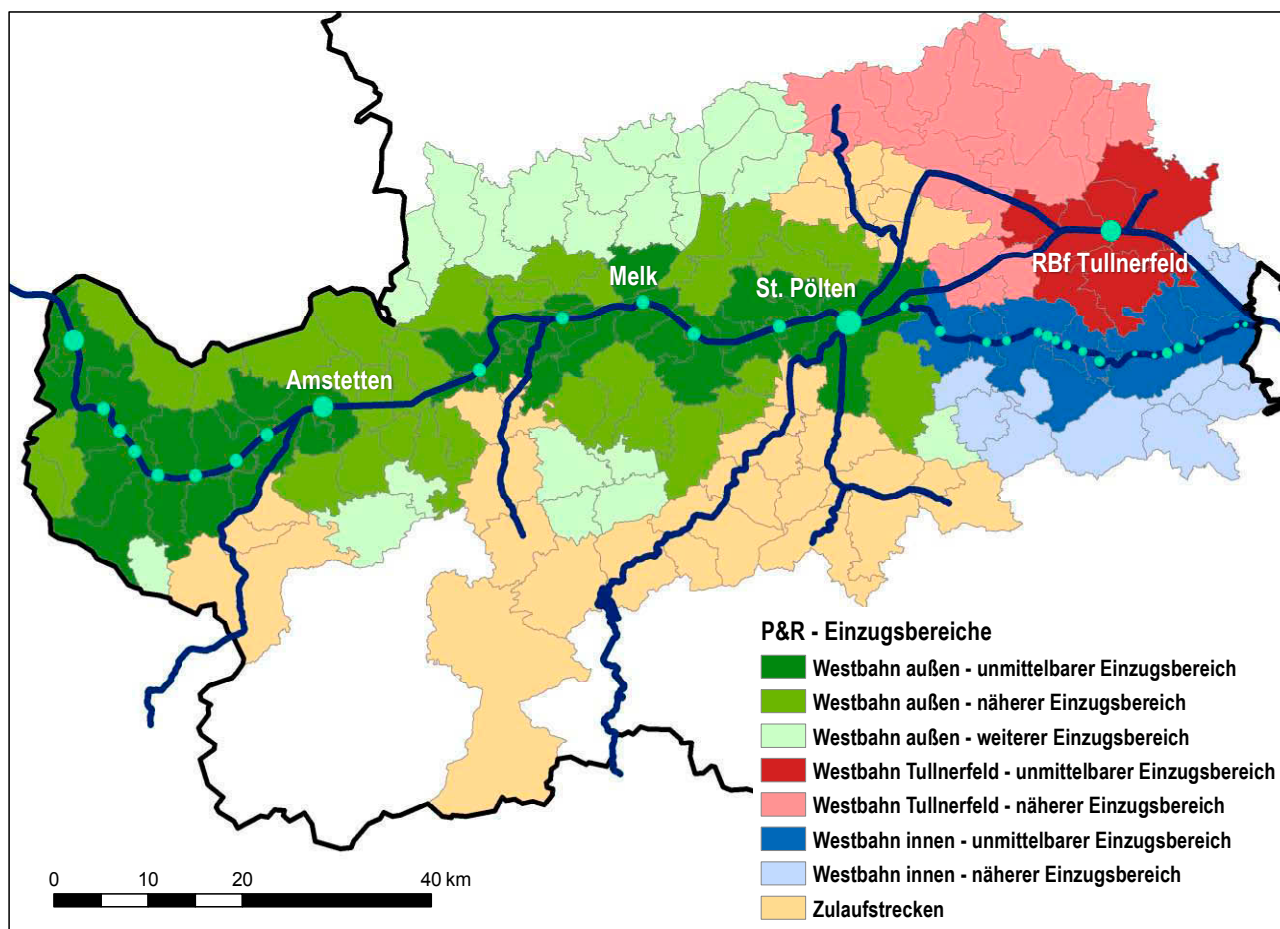 Melk
RBf Tullnerfeld
St. Pölten
Amstetten
P&R - Einzugsbereiche
Westbahn außen - unmittelbarer Einzugsbereich
Westbahn außen - näherer Einzugsbereich
Westbahn außen - weiterer Einzugsbereich
Westbahn Tullnerfeld - unmittelbarer Einzugsbereich
Westbahn Tullnerfeld - näherer Einzugsbereich
Westbahn innen - unmittelbarer Einzugsbereich
Westbahn innen - näherer Einzugsbereich
Zulaufstrecken
0 10 20 40 km